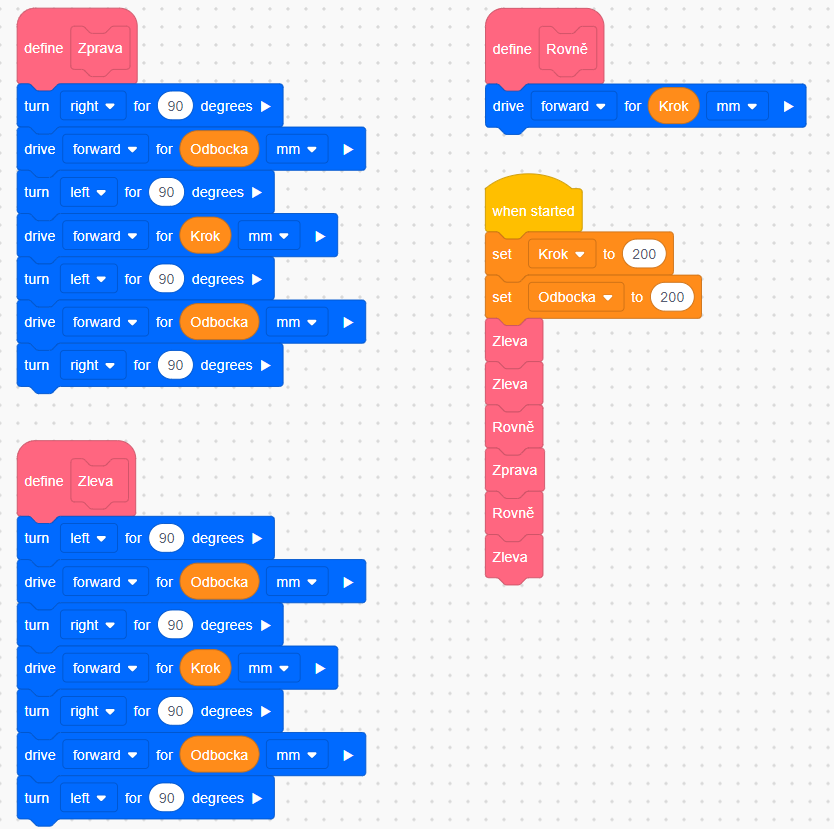 define Zprava
turn right for 90 degrees
drive forward for Odbocka mm
turn left for 90 degrees
drive forward for Krok mm
turn left for 90 degrees
drive forward for Odbocka mm
turn right for 90 degrees
define Zleva
turn left for 90 degrees
drive forward for Odbocka mm
turn right for 90 degrees
drive forward for Krok mm
turn right for 90 degrees
drive forward for Odbocka mm
turn left for 90 degrees
define Rovně
drive forward for Krok mm
when started
set Krok to 200
set Odbocka to 200
Zleva
Zleva
Rovně
Zprava
Rovně
Zleva